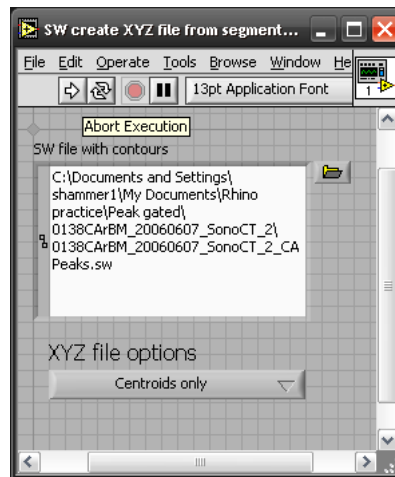 SW create XYZ file from segment...
File Edit Operate Tools Browse Window He
13pt Application Font
1
Abort Execution
SW file with contours
C:\Documents and Settings\
shammer1\My Documents\Rhino
practice\Peak gated\
0138CArBM_20060607_SonoCT_2\
0138CArBM_20060607_SonoCT_2_CA
Peaks.sw
XYZ file options
Centroids only